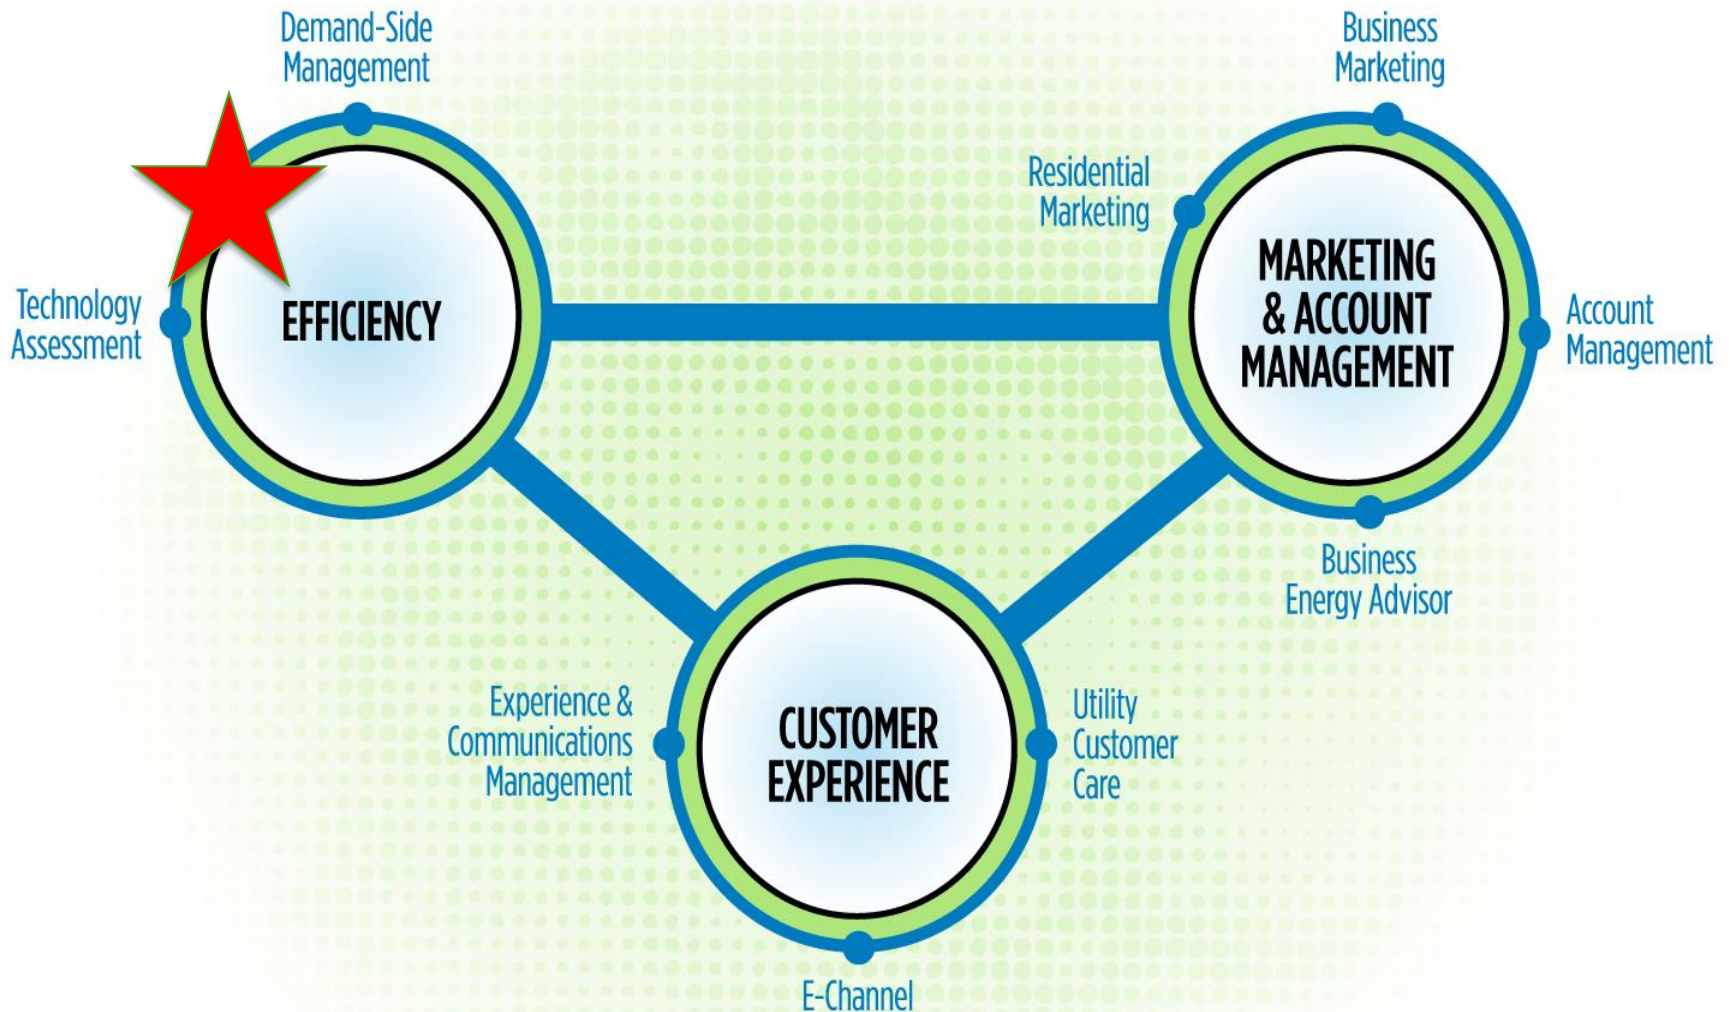 Demand-Side
Management
Technology
Assessment
EFFICIENCY
Business
Marketing
Residential
Marketing
MARKETING
& ACCOUNT
MANAGEMENT
Account
Management
Business
Energy Advisor
Experience &
Communications
Management
CUSTOMER
EXPERIENCE
Utility
Customer
Care
E-Channel